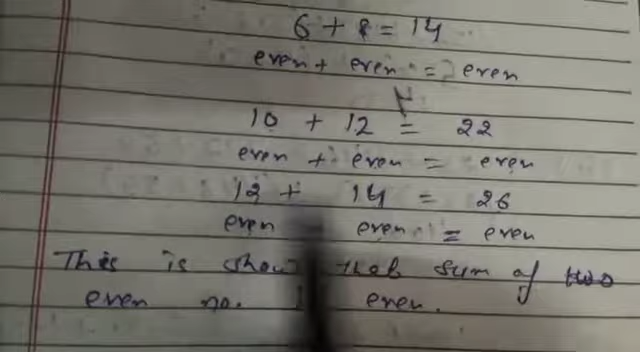 6 + 8 = 14
even + even = even
10 + 12 = 22
even + even = even
12 + 14 = 26
even even = even
This is show that sum of two
even no. even.